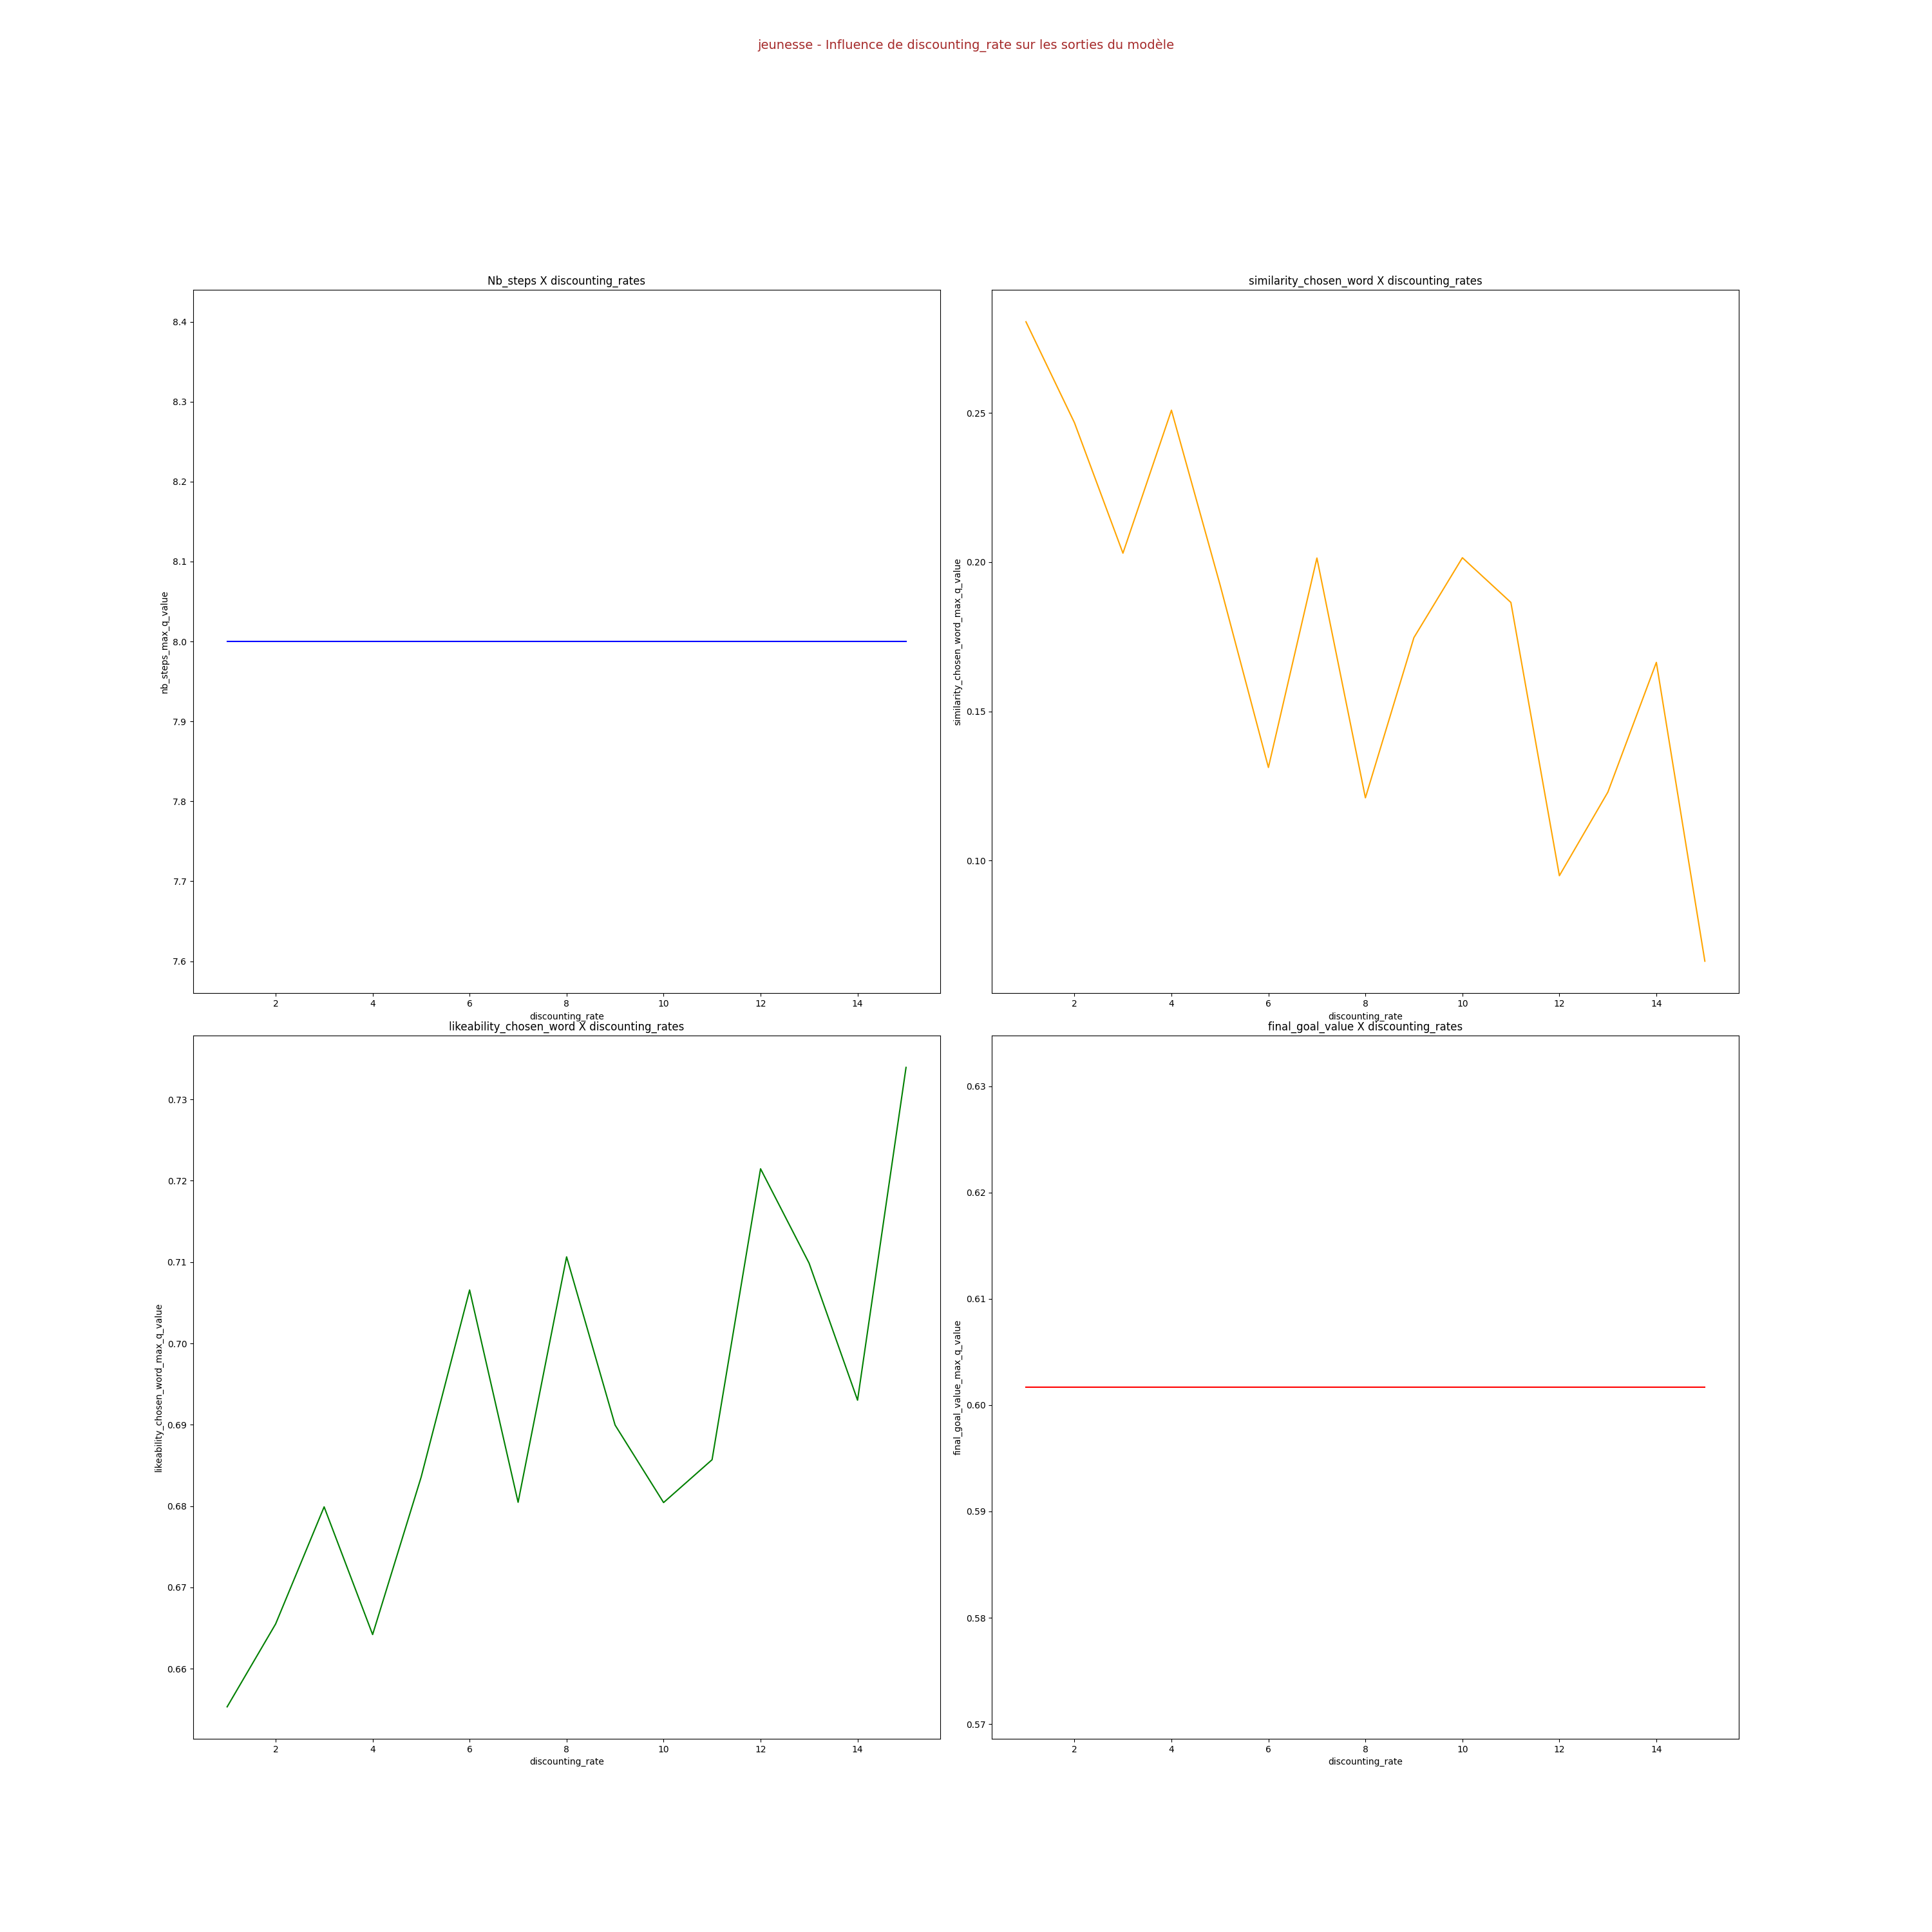 jeunesse - Influence de discounting_rate sur les sorties du modèle
Nb_steps X discounting_rates
8.4
8.3
8.2
8.1
8.0
7.9
7.8
7.7
7.6
nb_steps_max_q_value
2 4 6 8 10 12 14
discounting_rate
similarity_chosen_word X discounting_rates
0.25
0.20
0.15
0.10
similarity_chosen_word_max_q_value
2 4 6 8 10 12 14
discounting_rate
likeability_chosen_word X discounting_rates
0.73
0.72
0.71
0.70
0.69
0.68
0.67
0.66
likeability_chosen_word_max_q_value
2 4 6 8 10 12 14
discounting_rate
final_goal_value X discounting_rates
0.63
0.62
0.61
0.60
0.59
0.58
0.57
final_goal_value_max_q_value
2 4 6 8 10 12 14
discounting_rate